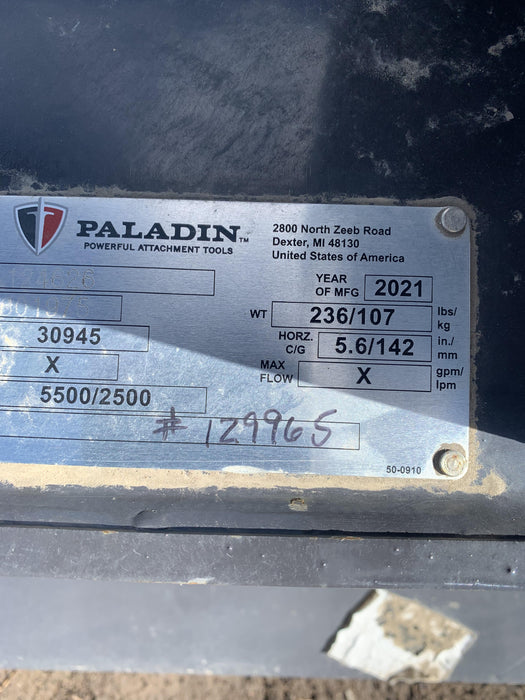 PALADIN™
POWERFUL ATTACHMENT TOOLS
2800 North Zeeb Road
Dexter, MI 48130
United States of America
YEAR OF MFG 2021
WT 236/107 lbs/kg
30945
HORZ. C/G 5.6/142 in./mm
X
MAX FLOW X gpm/lpm
5500/2500
# 129965
50-0910